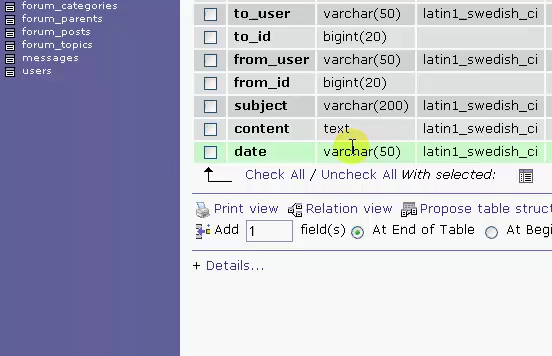 forum_categories
forum_parents
forum_posts
forum_topics
messages
users
to_user varchar(50) latin1_swedish_ci
to_id bigint(20)
from_user varchar(50) latin1_swedish_ci
from_id bigint(20)
subject varchar(200) latin1_swedish_ci
content text latin1_swedish_ci
date varchar(50) latin1_swedish_ci
Check All / Uncheck All With selected:
Print view Relation view Propose table struct
Add 1 field(s) At End of Table At Begi
+ Details...